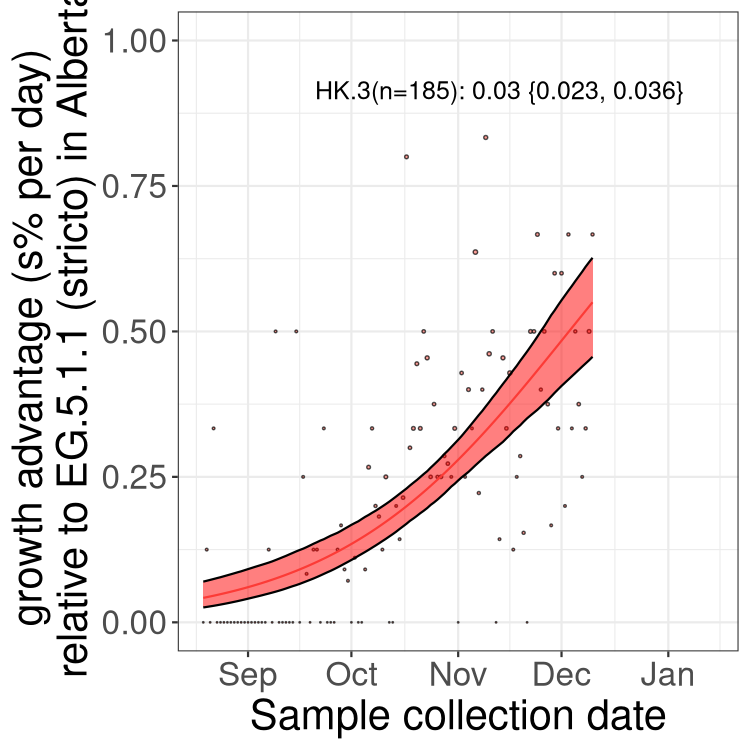 growth advantage (s% per day)
relative to EG.5.1.1 (stricto) in Alberta
1.00
0.75
0.50
0.25
0.00
HK.3(n=185): 0.03 {0.023, 0.036}
Sep Oct Nov Dec Jan
Sample collection date